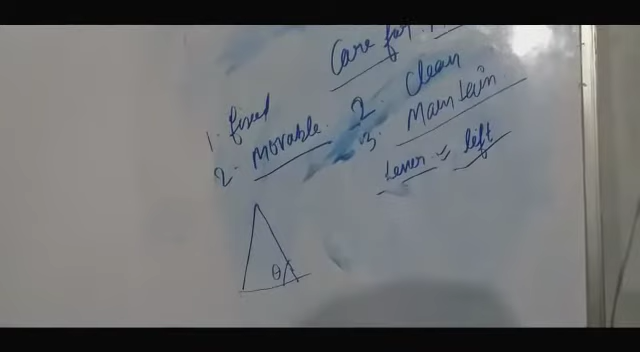 Care for
1. fixed
2. Movable
2. Clean
3. Maintain
Lever = left
θ